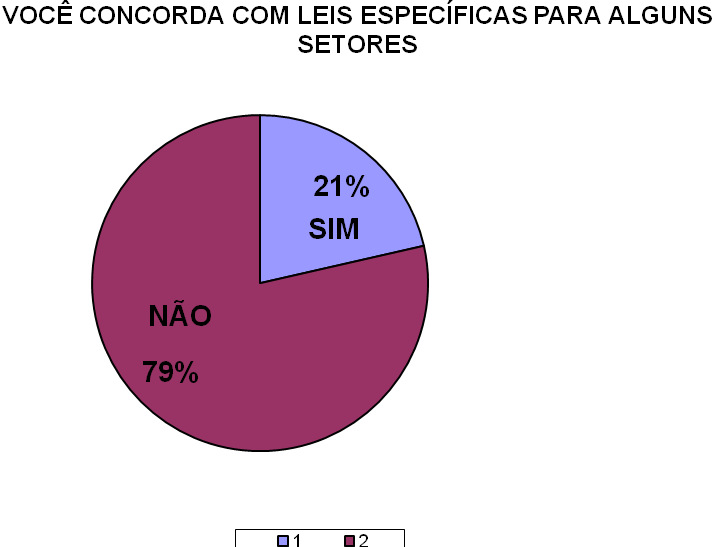 VOCÊ CONCORDA COM LEIS ESPECÍFICAS PARA ALGUNS
SETORES
21%
SIM
NÃO
79%
1 2